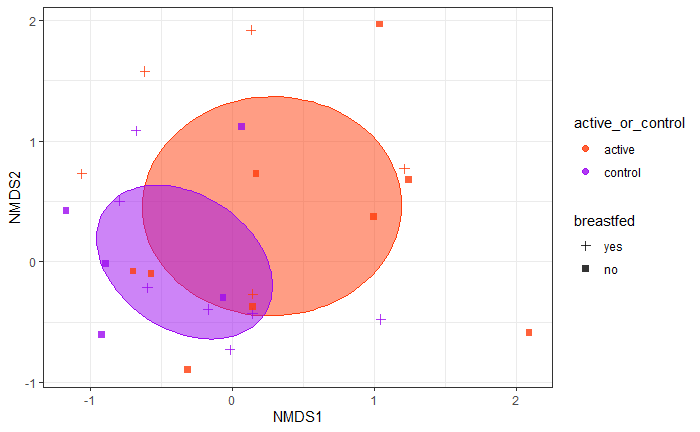 2
1
0
-1
NMDS2
-1
0
1
2
NMDS1
active_or_control
active
control
breastfed
yes
no